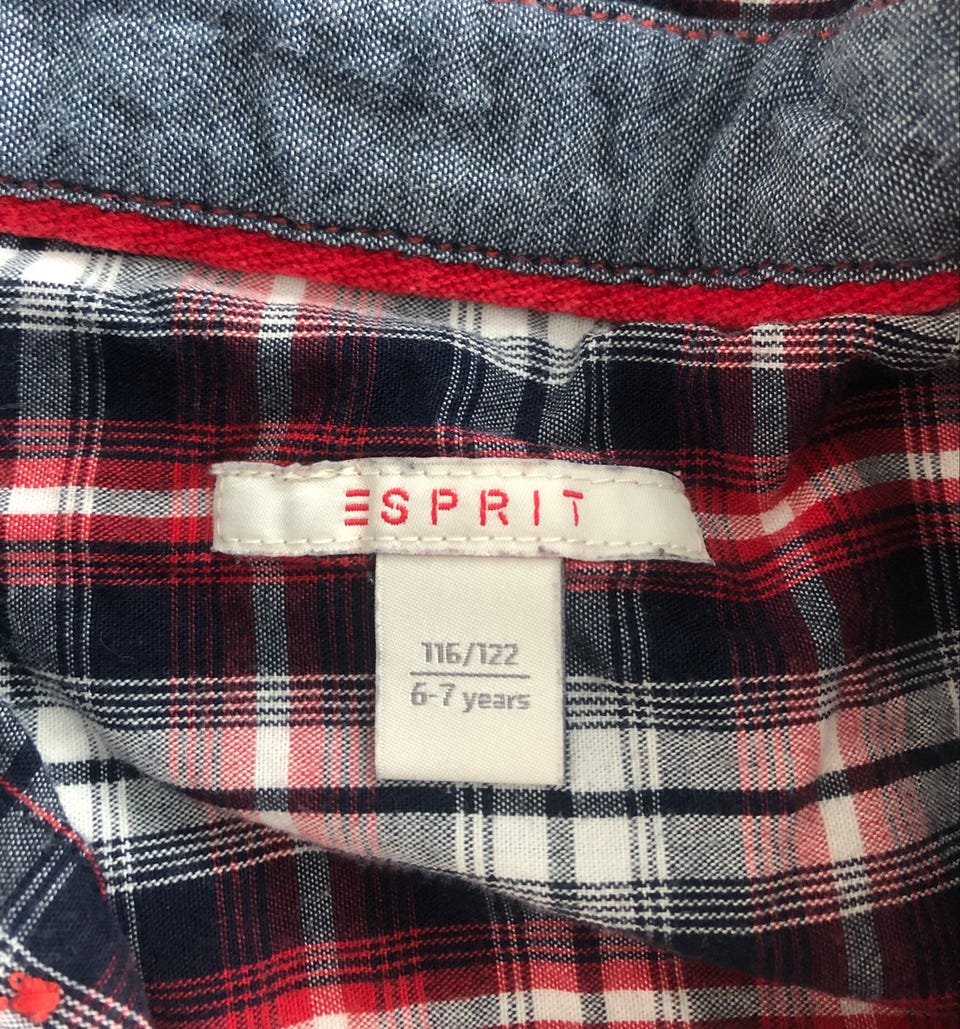 ESPRIT
116/122
6-7 years